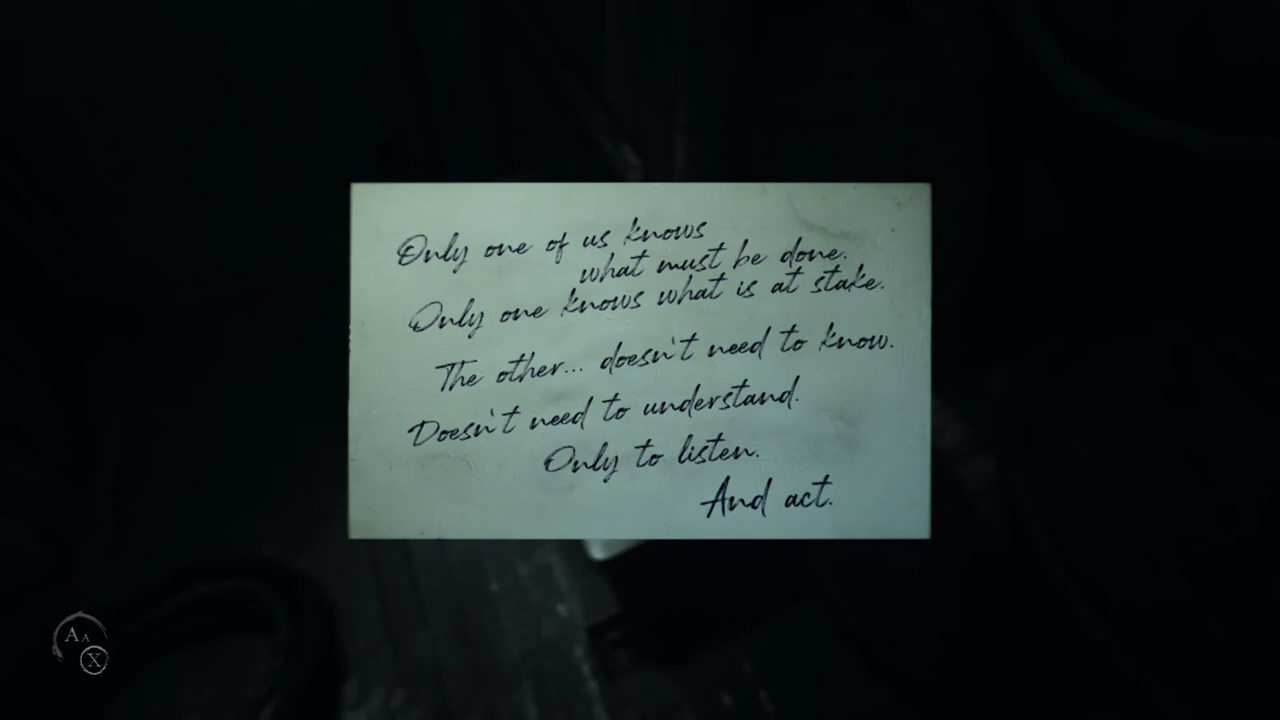 Only one of us knows
what must be done.
Only one knows what is at stake.
The other... doesn't need to know.
Doesn't need to understand.
Only to listen.
And act.
A A
X